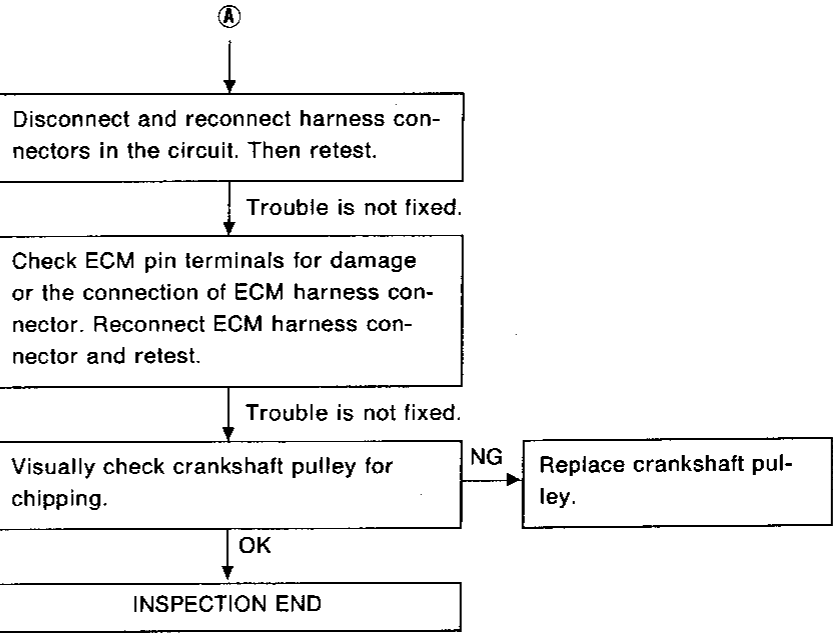 Ⓐ
Disconnect and reconnect harness con-
nectors in the circuit. Then retest.
Trouble is not fixed.
Check ECM pin terminals for damage
or the connection of ECM harness con-
nector. Reconnect ECM harness con-
nector and retest.
Trouble is not fixed.
Visually check crankshaft pulley for
chipping.
NG
Replace crankshaft pul-
ley.
OK
INSPECTION END